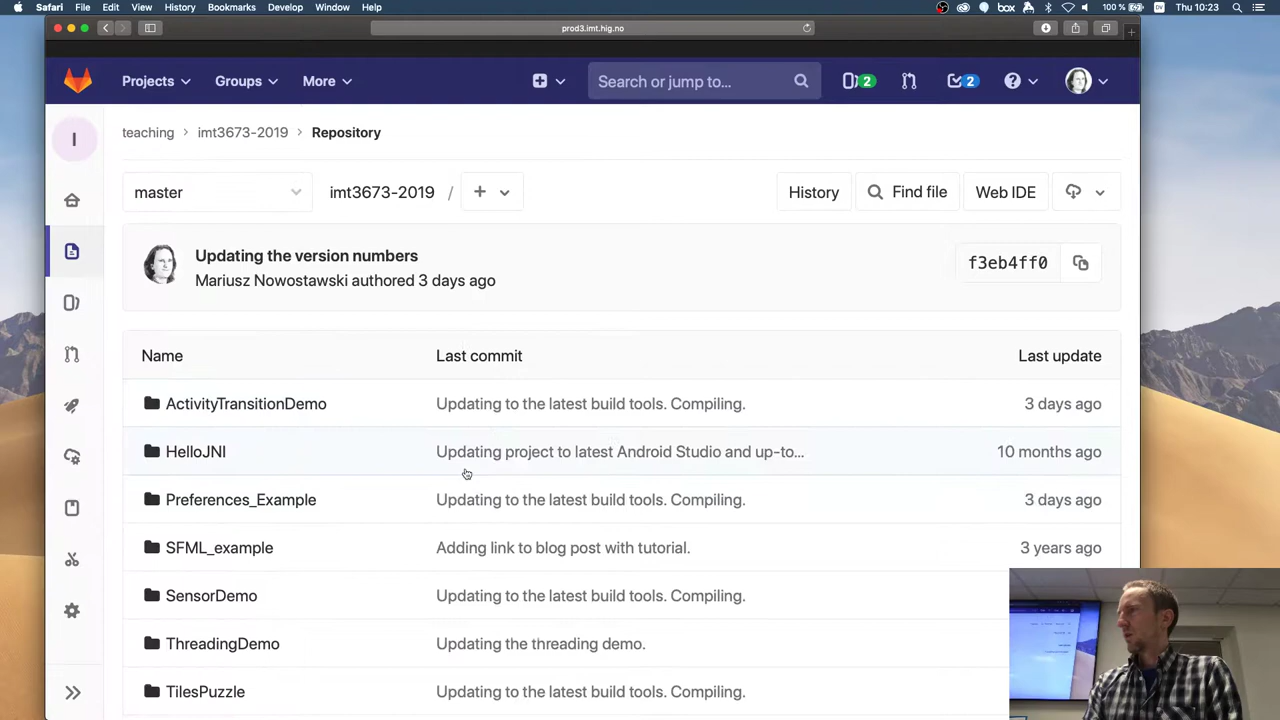 Safari File Edit View History Bookmarks Develop Window Help box 100 % DV Thu 10:23
prod3.imt.hig.no
Projects Groups More Search or jump to... 2 2
I teaching > imt3673-2019 > Repository
master imt3673-2019 / + History Find file Web IDE
Updating the version numbers
Mariusz Nowostawski authored 3 days ago
f3eb4ff0
Name Last commit Last update
ActivityTransitionDemo Updating to the latest build tools. Compiling. 3 days ago
HelloJNI Updating project to latest Android Studio and up-to... 10 months ago
Preferences_Example Updating to the latest build tools. Compiling. 3 days ago
SFML_example Adding link to blog post with tutorial. 3 years ago
SensorDemo Updating to the latest build tools. Compiling.
ThreadingDemo Updating the threading demo.
TilesPuzzle Updating to the latest build tools. Compiling.